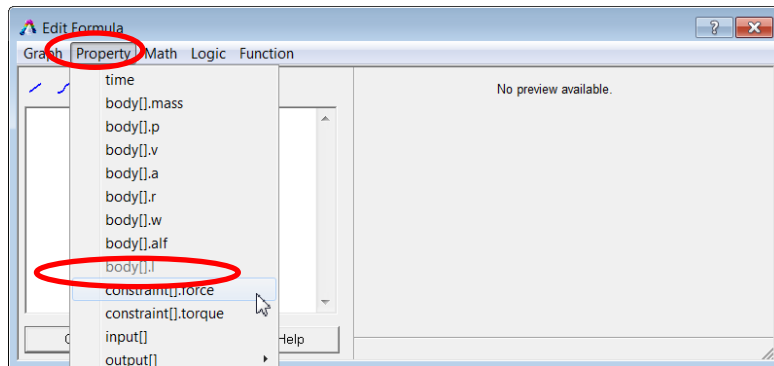 Edit Formula
Graph Property Math Logic Function
No preview available.
time
body[].mass
body[].p
body[].v
body[].a
body[].r
body[].w
body[].alf
body[].I
constraint[].force
constraint[].torque
input[]
Help
output[]